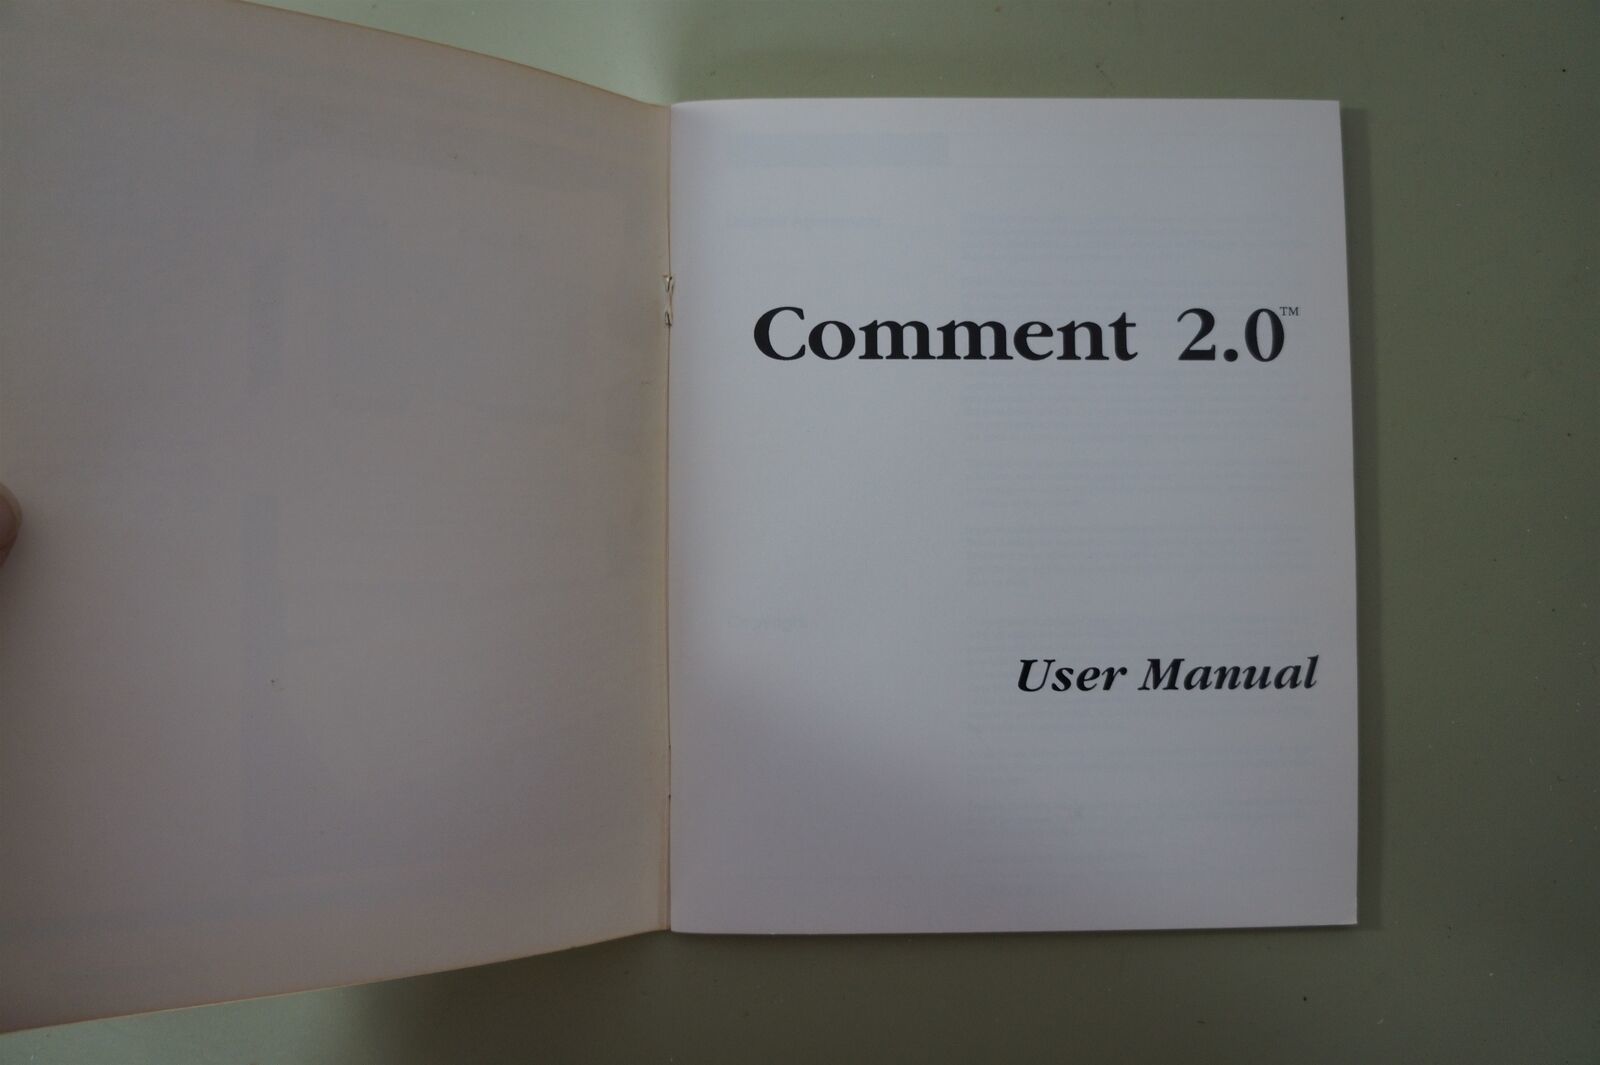 Comment 2.0™
User Manual